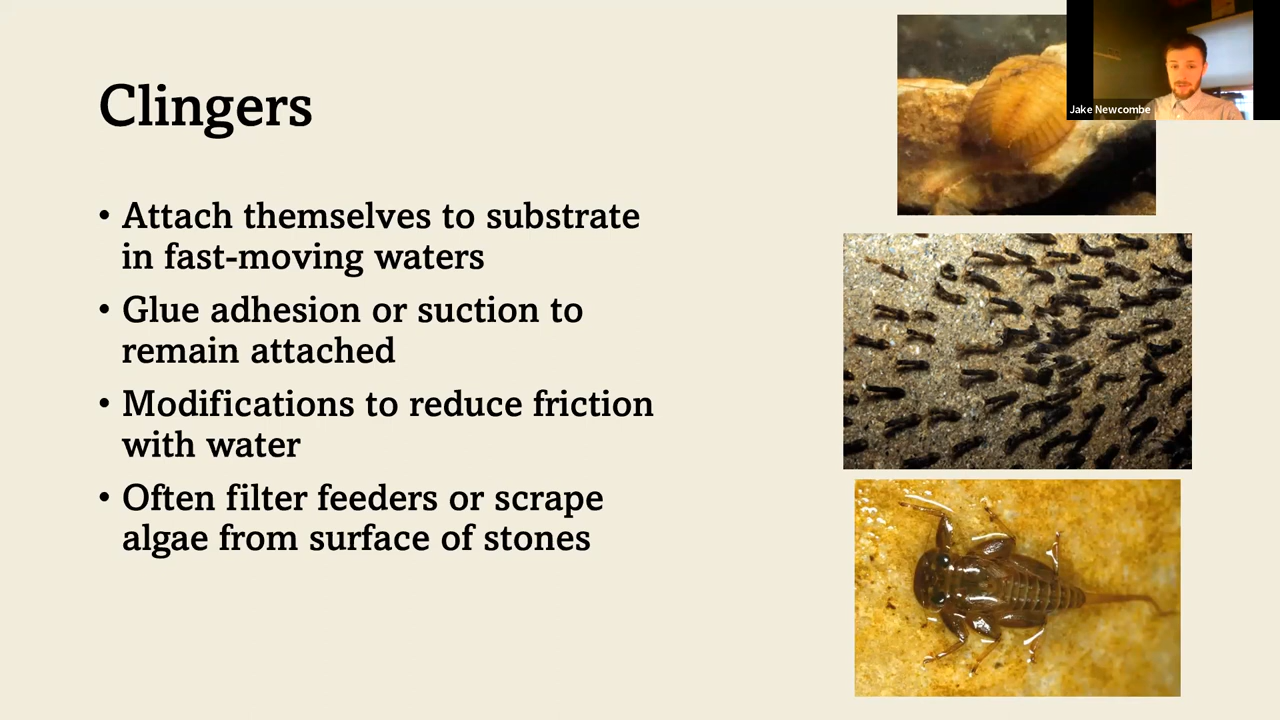 Clingers
• Attach themselves to substrate
in fast-moving waters
• Glue adhesion or suction to
remain attached
• Modifications to reduce friction
with water
• Often filter feeders or scrape
algae from surface of stones
Jake Newcombe